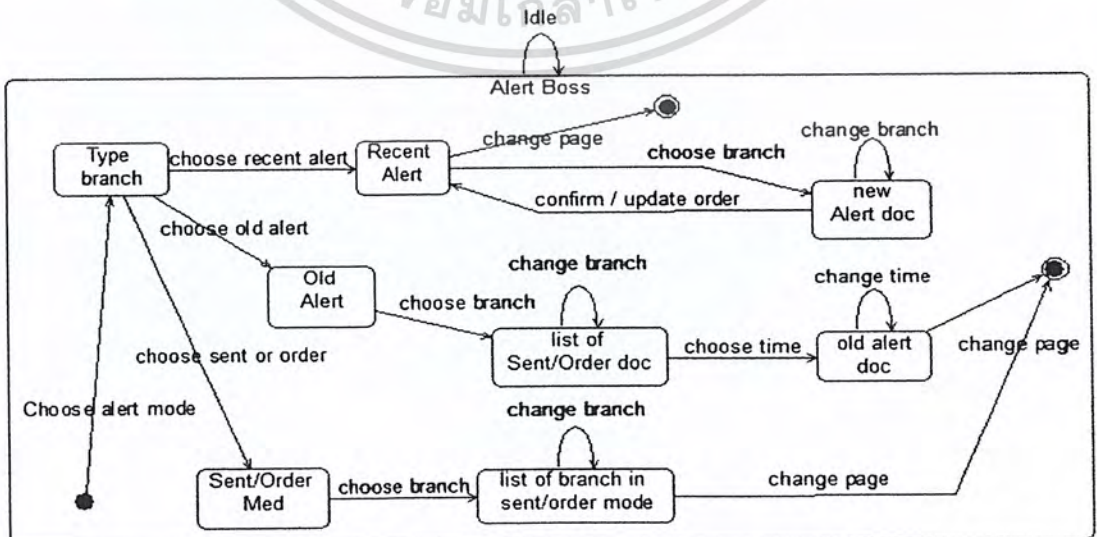 Idle
Alert Boss
Type
branch
choose recent alert
Recent
Alert
change page
choose branch
change branch
new
Alert doc
confirm / update order
choose old alert
Old
Alert
choose branch
change branch
list of
Sent/Order doc
choose time
change time
old alert
doc
change page
choose sent or order
Choose alert mode
Sent/Order
Med
choose branch
change branch
list of branch in
sent/order mode
change page